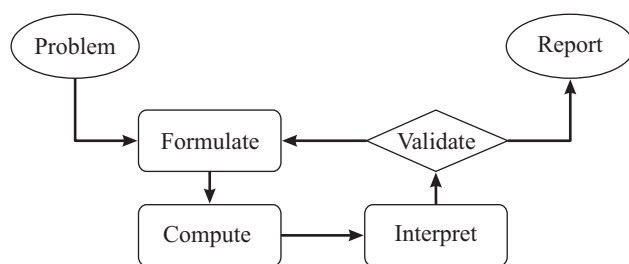 Problem
Report
Formulate
Validate
Compute
Interpret